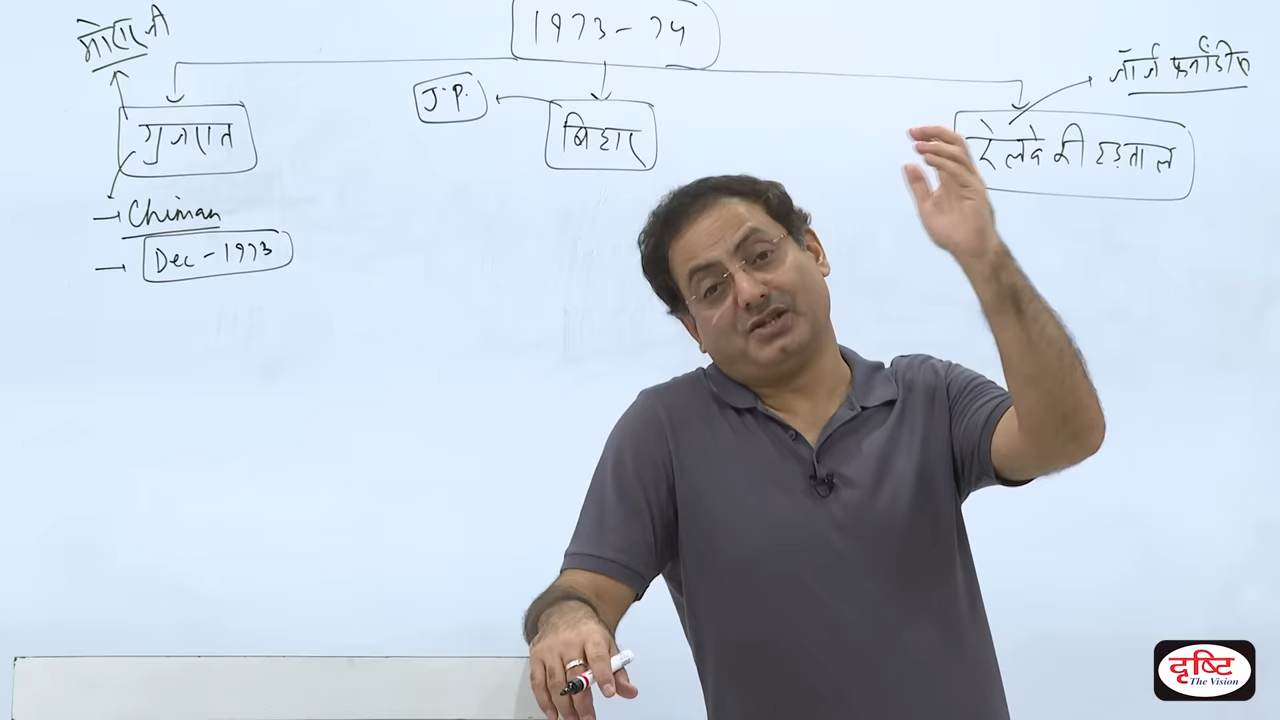 1973-74
मोरारजी
J.P.
जॉर्ज फर्नांडीस
गुजरात
बिहार
रेलवे की हड़ताल
→ Chiman
→ Dec-1973
दृष्टि
The Vision